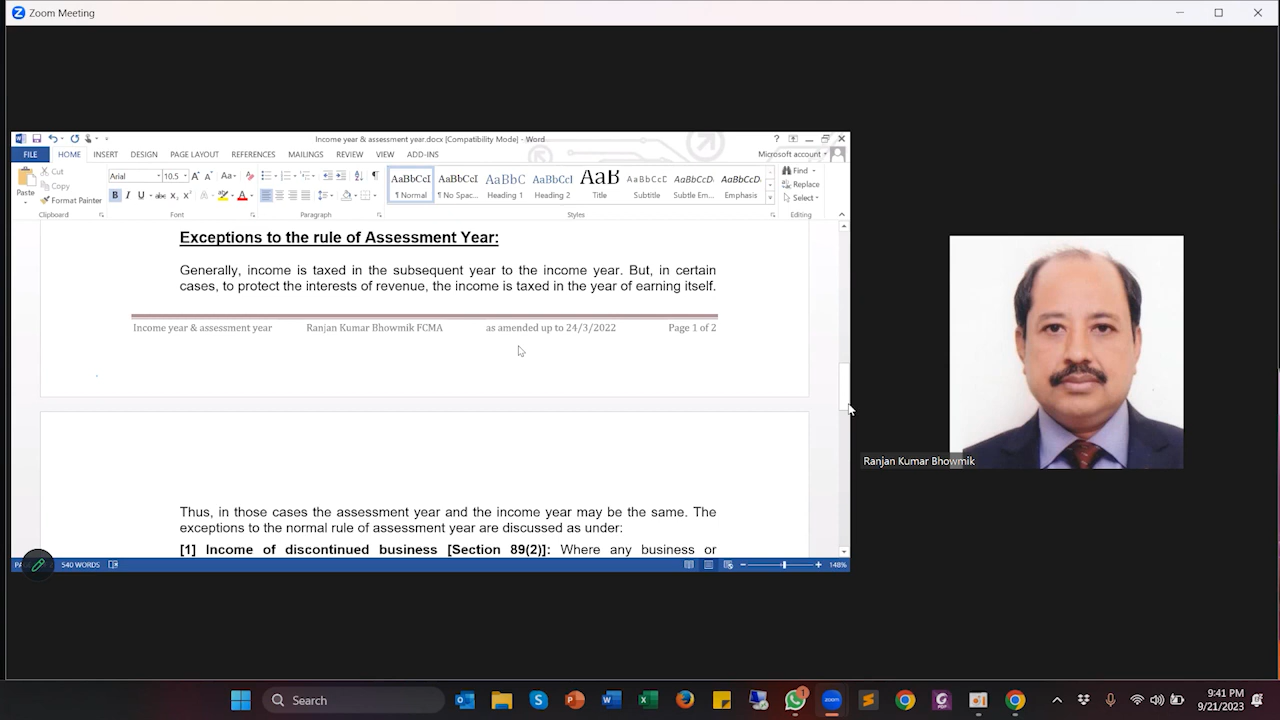 Zoom Meeting
Income year & assessment year.docx [Compatibility Mode] - Word
FILE HOME INSERT DESIGN PAGE LAYOUT REFERENCES MAILINGS REVIEW VIEW ADD-INS Microsoft account
Paste Cut Copy Format Painter
Arial 10.5
AaBbCcI AaBbCcI AaBbC AaBbCcI AaB AaBbCcD AaBbCcD AaBbCcD
¶ Normal ¶ No Spac... Heading 1 Heading 2 Title Subtitle Subtle Em... Emphasis
Find Replace Select
Clipboard Font Paragraph Styles Editing
Exceptions to the rule of Assessment Year:
Generally, income is taxed in the subsequent year to the income year. But, in certain
cases, to protect the interests of revenue, the income is taxed in the year of earning itself.
Income year & assessment year Ranjan Kumar Bhowmik FCMA as amended up to 24/3/2022 Page 1 of 2
Thus, in those cases the assessment year and the income year may be the same. The
exceptions to the normal rule of assessment year are discussed as under:
[1] Income of discontinued business [Section 89(2)]: Where any business or
540 WORDS 148%
Ranjan Kumar Bhowmik
Search
9:41 PM
9/21/2023